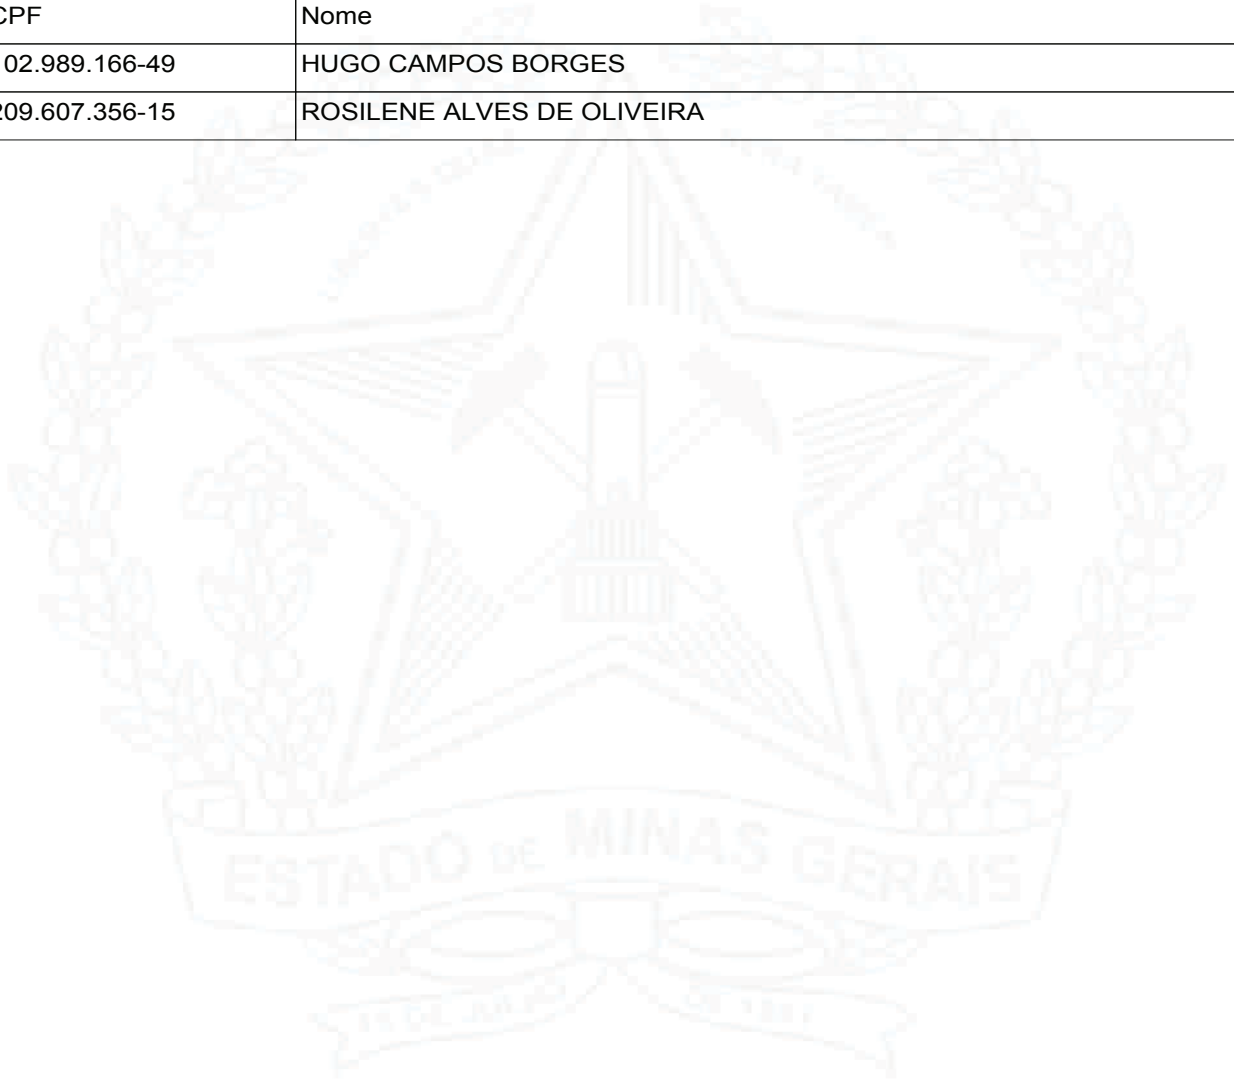 CPF Nome
02.989.166-49 HUGO CAMPOS BORGES
209.607.356-15 ROSILENE ALVES DE OLIVEIRA
ESTADO DE MINAS GERAIS